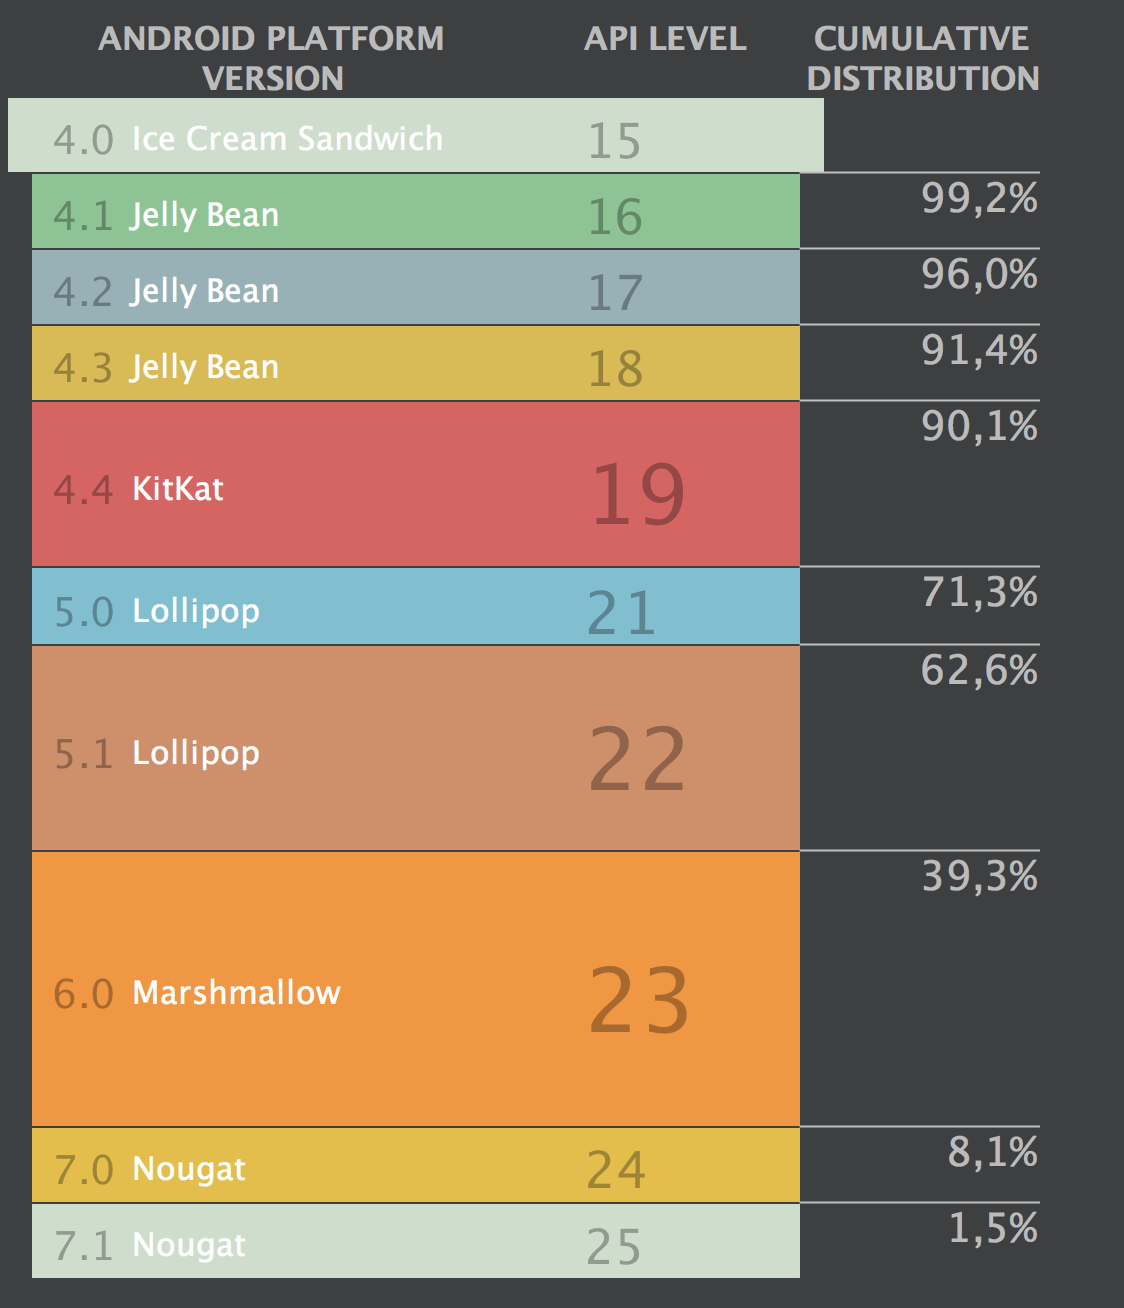 ANDROID PLATFORM VERSION API LEVEL CUMULATIVE DISTRIBUTION
4.0 Ice Cream Sandwich 15
99,2%
4.1 Jelly Bean 16
96,0%
4.2 Jelly Bean 17
91,4%
4.3 Jelly Bean 18
90,1%
4.4 KitKat 19
71,3%
5.0 Lollipop 21
62,6%
5.1 Lollipop 22
39,3%
6.0 Marshmallow 23
8,1%
7.0 Nougat 24
1,5%
7.1 Nougat 25